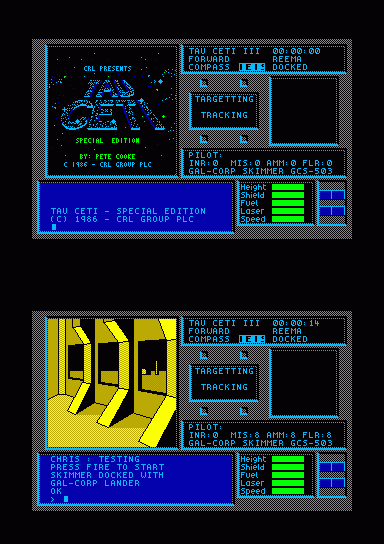 CRL PRESENTS
TAU
CETI
SPECIAL EDITION
BY: PETE COOKE
© 1986 - CRL GROUP PLC
TAU CETI III 00:00:00
FORWARD REEMA
COMPASS DOCKED
TARGETTING
TRACKING
PILOT:
INR:0 MIS:0 AMM:0 FLR:0
GAL-CORP SKIMMER GCS-503
TAU CETI - SPECIAL EDITION
(C) 1986 - CRL GROUP PLC
Height
Shield
Fuel
Laser
Speed
TAU CETI III 00:00:14
FORWARD REEMA
COMPASS DOCKED
TARGETTING
TRACKING
PILOT:
INR:0 MIS:8 AMM:8 FLR:8
GAL-CORP SKIMMER GCS-503
CHRIS : TESTING
PRESS FIRE TO START
SKIMMER DOCKED WITH
GAL-CORP LANDER
OK
>
Height
Shield
Fuel
Laser
Speed